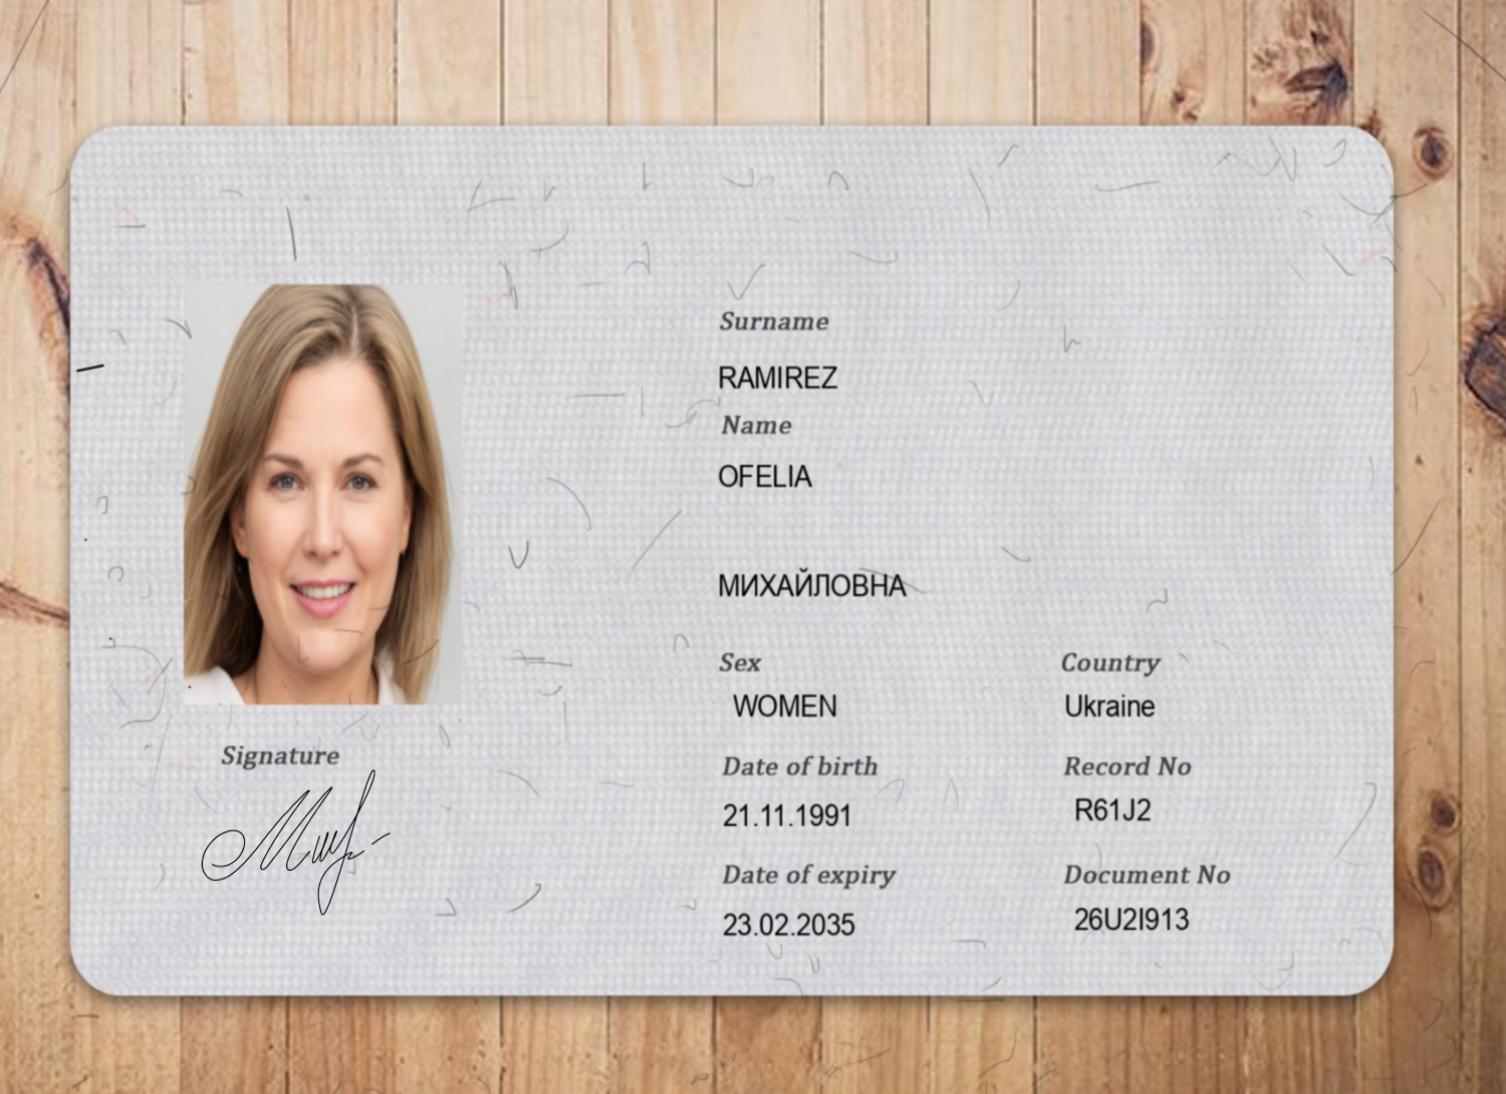 Surname
RAMIREZ
Name
OFELIA
МИХАЙЛОВНА
Sex
Country
WOMEN
Ukraine
Signature
Date of birth
Record No
21.11.1991
R61J2
Date of expiry
Document No
23.02.2035
26U2I913